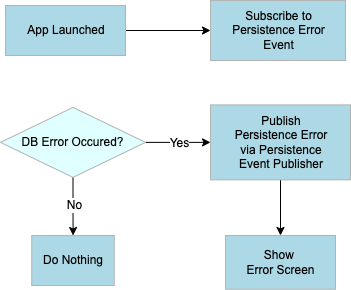 App Launched
Subscribe to
Persistence Error
Event
DB Error Occured?
Yes
Publish
Persistence Error
via Persistence
Event Publisher
No
Do Nothing
Show
Error Screen